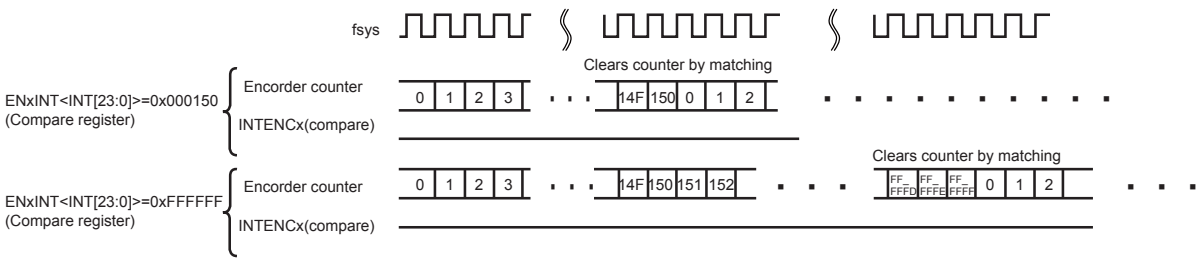 fsys
Clears counter by matching
ENxINT<INT[23:0]>=0x000150
(Compare register)
Encorder counter
0 1 2 3 14F 150 0 1 2
INTENCx(compare)
Clears counter by matching
ENxINT<INT[23:0]>=0xFFFFFF
(Compare register)
Encorder counter
0 1 2 3 14F 150 151 152 FF_FFFD FF_FFFE FF_FFFF 0 1 2
INTENCx(compare)